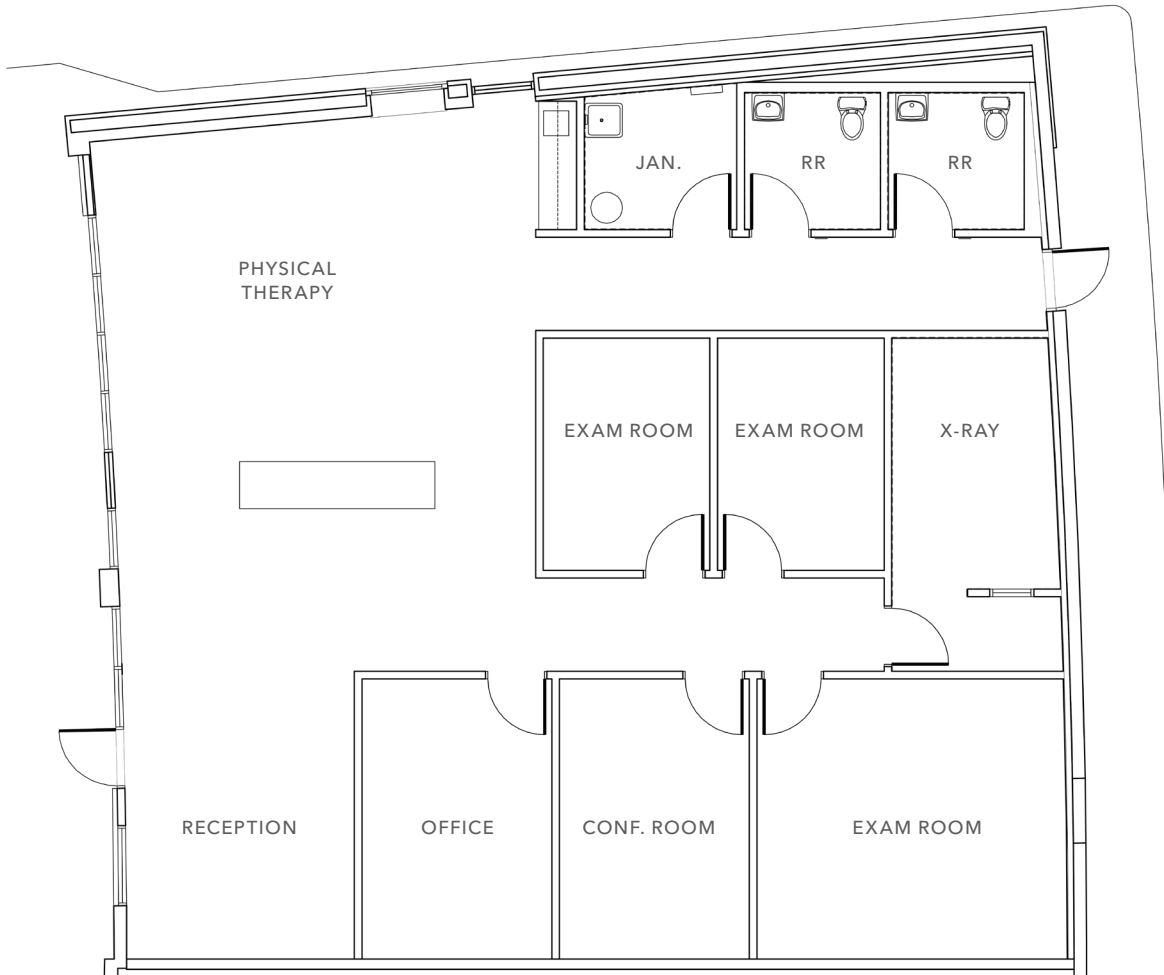 JAN.
RR
RR
PHYSICAL
THERAPY
EXAM ROOM
EXAM ROOM
X-RAY
RECEPTION
OFFICE
CONF. ROOM
EXAM ROOM